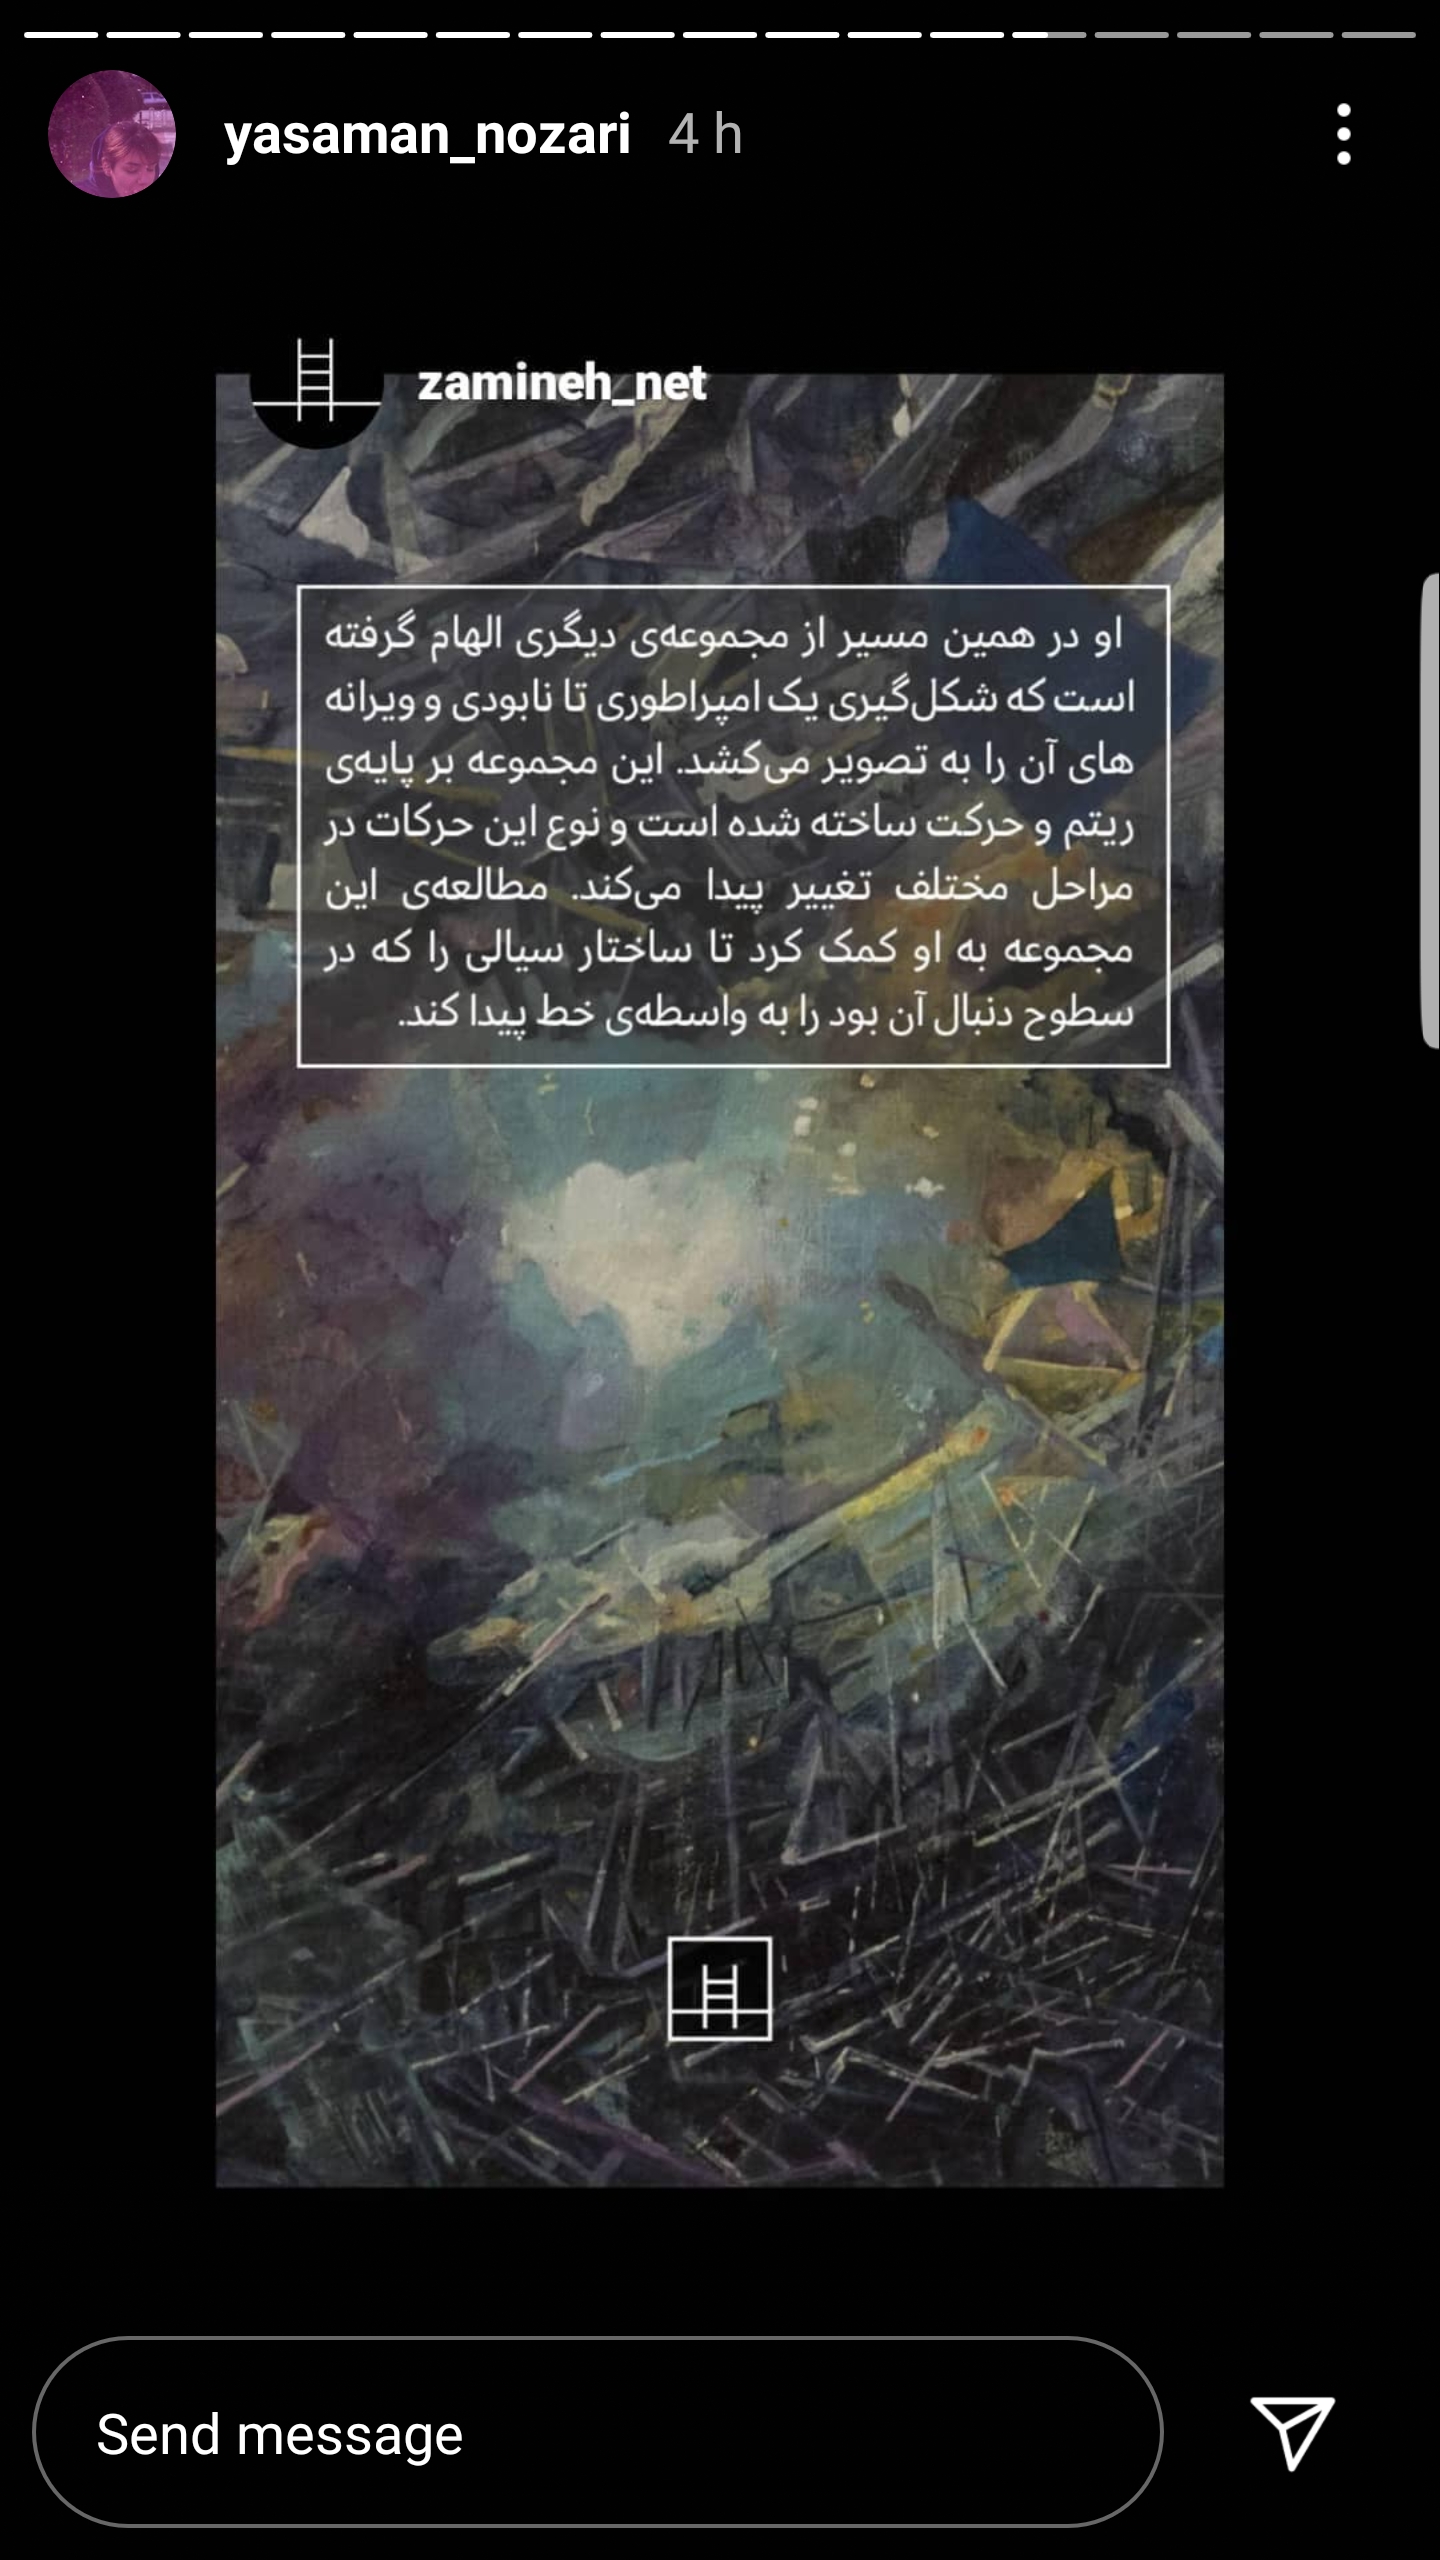 yasaman_nozari 4 h
zamineh_net
او در همین مسیر از مجموعه‌ی دیگری الهام گرفته
است که شکل‌گیری یک امپراطوری تا نابودی و ویرانه
های آن را به تصویر می‌کشد. این مجموعه بر پایه‌ی
ریتم و حرکت ساخته شده است و نوع این حرکات در
مراحل مختلف تغییر پیدا می‌کند. مطالعه‌ی این
مجموعه به او کمک کرد تا ساختار سیالی را که در
سطوح دنبال آن بود را به واسطه‌ی خط پیدا کند.
Send message